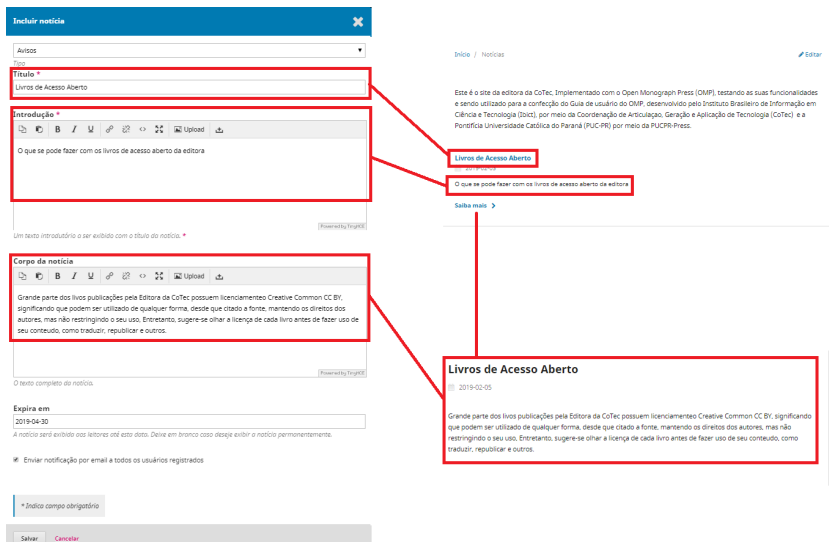 Incluir notícia
Avisos
Tipo
Título *
Livros de Acesso Aberto
Introdução *
B I U Upload
O que se pode fazer com os livros de acesso aberto da editora
Powered by TinyMCE
Um texto introdutório a ser exibido com o título da notícia. *
Corpo da notícia
B I U Upload
Grande parte dos livos publicações pela Editora da CoTec possuem licenciamenteo Creative Common CC BY,
significando que podem ser utilizado de qualquer forma, desde que citado a fonte, mantendo os direitos dos
autores, mas não restringindo o seu uso, Entretanto, sugere-se olhar a licença de cada livro antes de fazer uso de
seu conteudo, como traduzir, republicar e outros.
Powered by TinyMCE
O texto completo da notícia.
Expira em
2019-04-30
A notícia será exibida aos leitores até esta data. Deixe em branco caso deseje exibir a notícia permanentemente.
Enviar notificação por email a todos os usuários registrados
* Indica campo obrigatório
Salvar Cancelar
Início / Notícias
Editar
Este é o site da editora da CoTec, Implementado com o Open Monograph Press (OMP), testando as suas funcionalidades
e sendo utilizado para a confecção do Guia de usuário do OMP, desenvolvido pelo Instituto Brasileiro de Informação em
Ciência e Tecnologia (Ibict), por meio da Coordenação de Articulaçao, Geração e Aplicação de Tecnologia (CoTec) e a
Pontifícia Universidade Católica do Paraná (PUC-PR) por meio da PUCPR-Press.
Livros de Acesso Aberto
2019-02-05
O que se pode fazer com os livros de acesso aberto da editora
Saiba mais
Livros de Acesso Aberto
2019-02-05
Grande parte dos livos publicações pela Editora da CoTec possuem licenciamenteo Creative Common CC BY, significando
que podem ser utilizado de qualquer forma, desde que citado a fonte, mantendo os direitos dos autores, mas não
restringindo o seu uso, Entretanto, sugere-se olhar a licença de cada livro antes de fazer uso de seu conteudo, como
traduzir, republicar e outros.